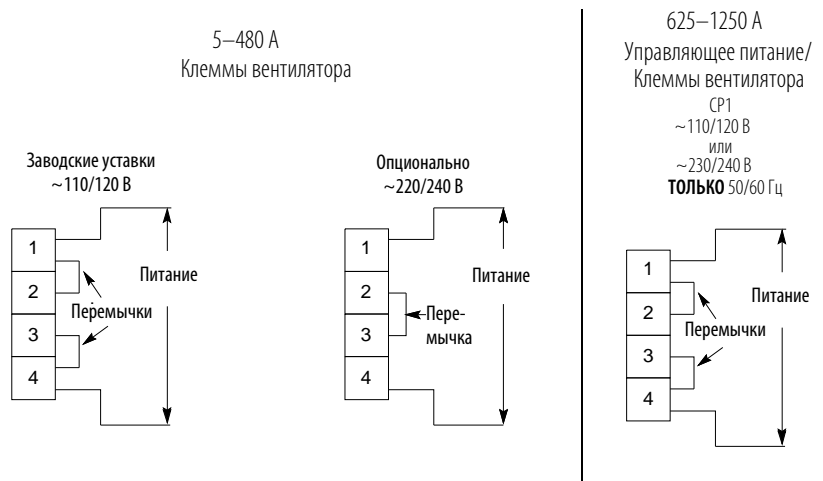 5–480 А
Клеммы вентилятора
Заводские уставки
~110/120 В
1
2
3
4
Перемычки
Питание
Опционально
~220/240 В
1
2
3
4
Пере-
мычка
Питание
625–1250 А
Управляющее питание/
Клеммы вентилятора
CP1
~110/120 В
или
~230/240 В
ТОЛЬКО 50/60 Гц
1
2
3
4
Перемычки
Питание